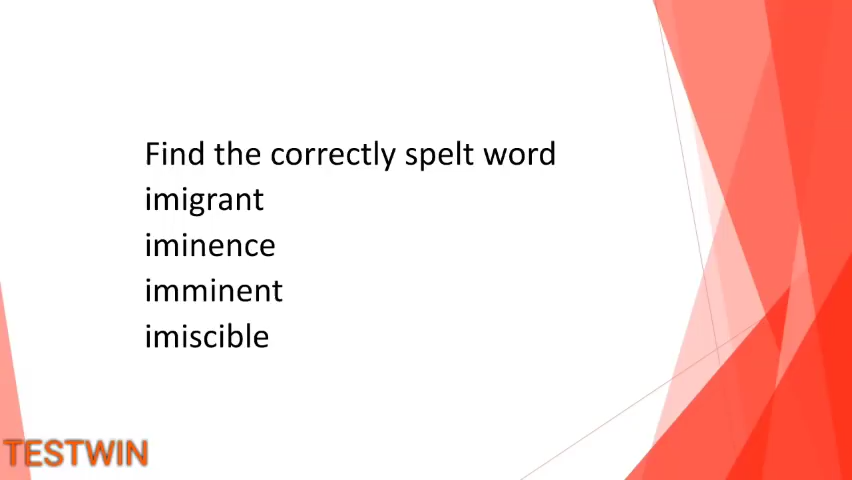 Find the correctly spelt word
imigrant
iminence
imminent
imiscible
TESTWIN